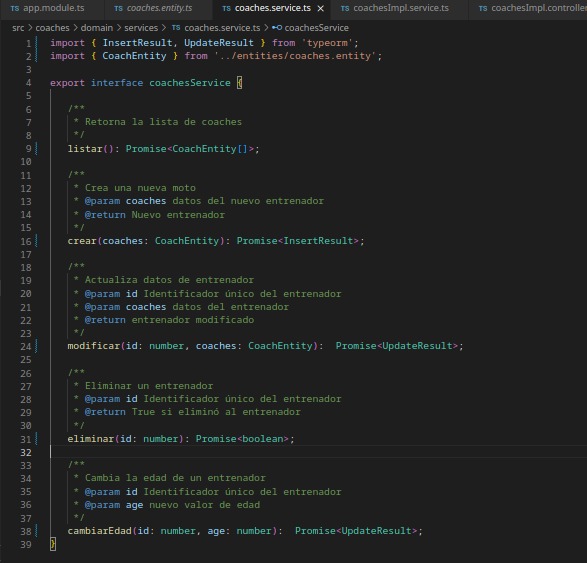 TS app.module.ts TS coaches.entity.ts TS coaches.service.ts × TS coachesImpl.service.ts TS coachesImpl.controlle
src > coaches > domain > services > TS coaches.service.ts > coachesService
1 import { InsertResult, UpdateResult } from 'typeorm';
2 import { CoachEntity } from '../entities/coaches.entity';
3
4 export interface coachesService {
5
6 /**
7 * Retorna la lista de coaches
8 */
9 listar(): Promise<CoachEntity[]>;
10
11 /**
12 * Crea una nueva moto
13 * @param coaches datos del nuevo entrenador
14 * @return Nuevo entrenador
15 */
16 crear(coaches: CoachEntity): Promise<InsertResult>;
17
18 /**
19 * Actualiza datos de entrenador
20 * @param id Identificador único del entrenador
21 * @param coaches datos del entrenador
22 * @return entrenador modificado
23 */
24 modificar(id: number, coaches: CoachEntity):  Promise<UpdateResult>;
25
26 /**
27 * Eliminar un entrenador
28 * @param id Identificador único del entrenador
29 * @return True si eliminó al entrenador
30 */
31 eliminar(id: number): Promise<boolean>;
32
33 /**
34 * Cambia la edad de un entrenador
35 * @param id Identificador único del entrenador
36 * @param age nuevo valor de edad
37 */
38 cambiarEdad(id: number, age: number):  Promise<UpdateResult>;
39 }